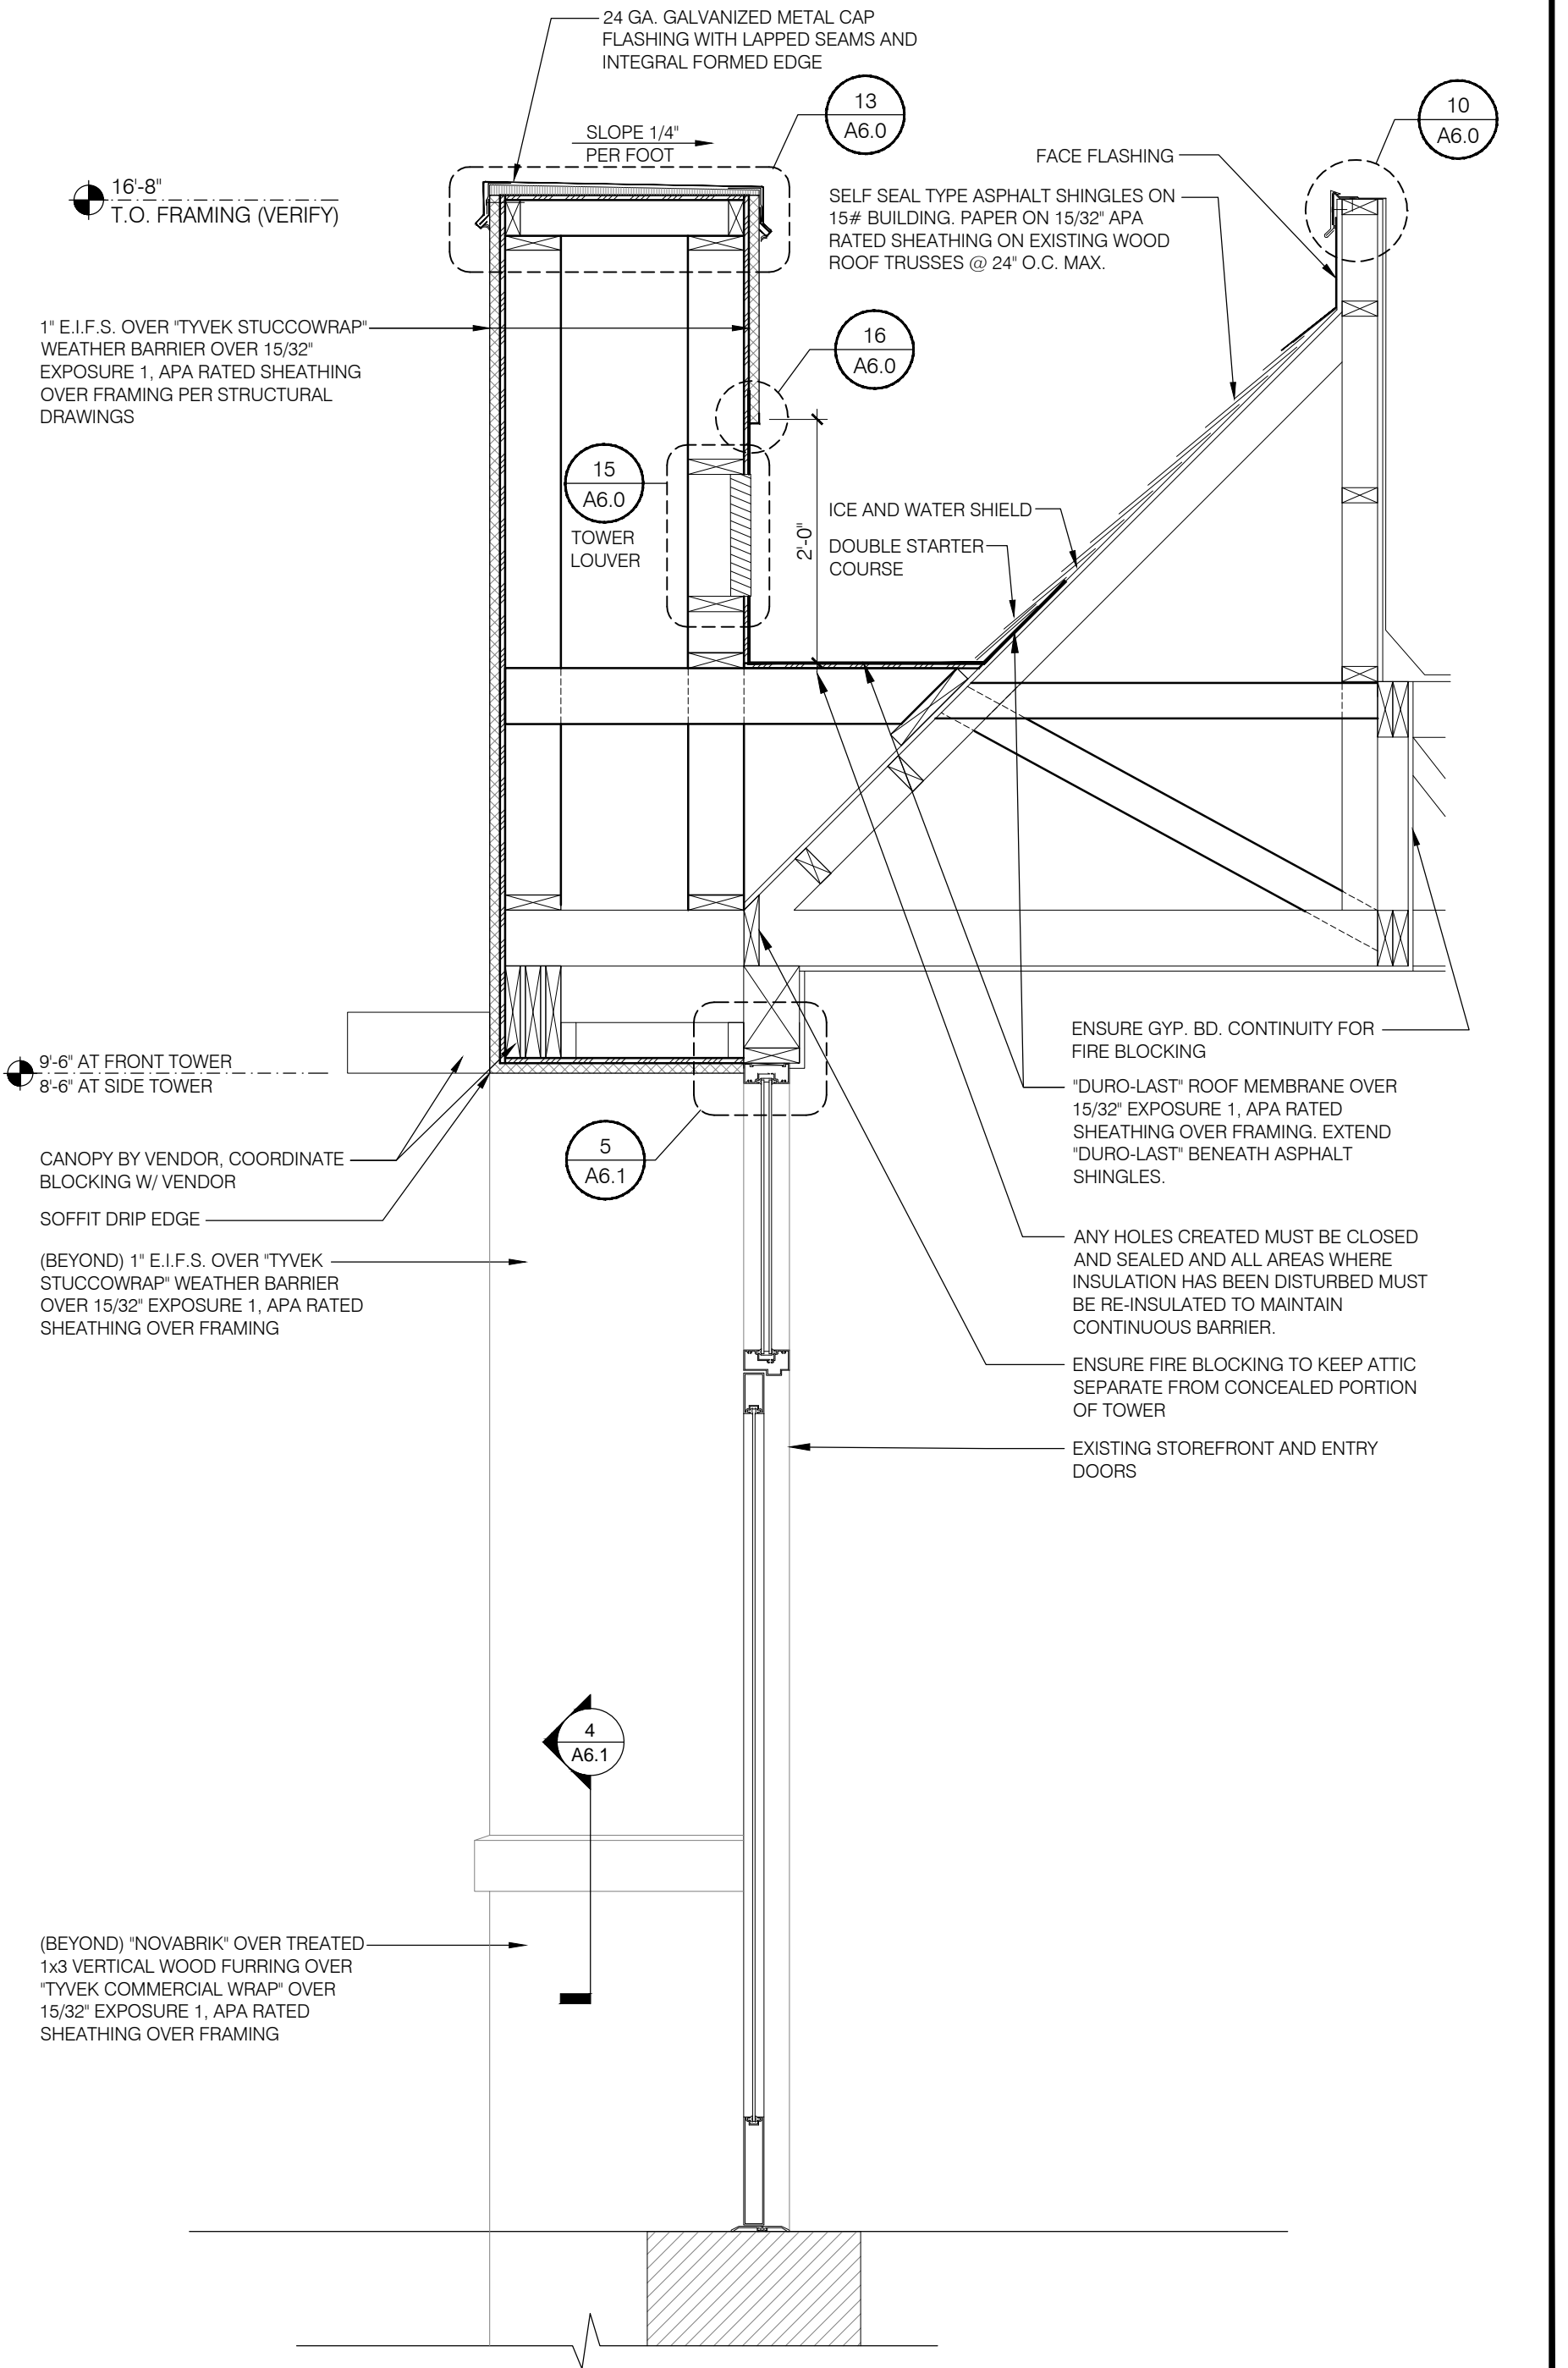 24 GA. GALVANIZED METAL CAP
FLASHING WITH LAPPED SEAMS AND
INTEGRAL FORMED EDGE
13
A6.0
10
A6.0
SLOPE 1/4"
PER FOOT
FACE FLASHING
16'-8"
T.O. FRAMING (VERIFY)
SELF SEAL TYPE ASPHALT SHINGLES ON
15# BUILDING. PAPER ON 15/32" APA
RATED SHEATHING ON EXISTING WOOD
ROOF TRUSSES @ 24" O.C. MAX.
1" E.I.F.S. OVER "TYVEK STUCCOWRAP"
WEATHER BARRIER OVER 15/32"
EXPOSURE 1, APA RATED SHEATHING
OVER FRAMING PER STRUCTURAL
DRAWINGS
16
A6.0
15
A6.0
TOWER
LOUVER
2'-0"
ICE AND WATER SHIELD
DOUBLE STARTER
COURSE
9'-6" AT FRONT TOWER
8'-6" AT SIDE TOWER
ENSURE GYP. BD. CONTINUITY FOR
FIRE BLOCKING
"DURO-LAST" ROOF MEMBRANE OVER
15/32" EXPOSURE 1, APA RATED
SHEATHING OVER FRAMING. EXTEND
"DURO-LAST" BENEATH ASPHALT
SHINGLES.
5
A6.1
CANOPY BY VENDOR, COORDINATE
BLOCKING W/ VENDOR
SOFFIT DRIP EDGE
(BEYOND) 1" E.I.F.S. OVER "TYVEK
STUCCOWRAP" WEATHER BARRIER
OVER 15/32" EXPOSURE 1, APA RATED
SHEATHING OVER FRAMING
ANY HOLES CREATED MUST BE CLOSED
AND SEALED AND ALL AREAS WHERE
INSULATION HAS BEEN DISTURBED MUST
BE RE-INSULATED TO MAINTAIN
CONTINUOUS BARRIER.
ENSURE FIRE BLOCKING TO KEEP ATTIC
SEPARATE FROM CONCEALED PORTION
OF TOWER
EXISTING STOREFRONT AND ENTRY
DOORS
4
A6.1
(BEYOND) "NOVABRIK" OVER TREATED
1x3 VERTICAL WOOD FURRING OVER
"TYVEK COMMERCIAL WRAP" OVER
15/32" EXPOSURE 1, APA RATED
SHEATHING OVER FRAMING